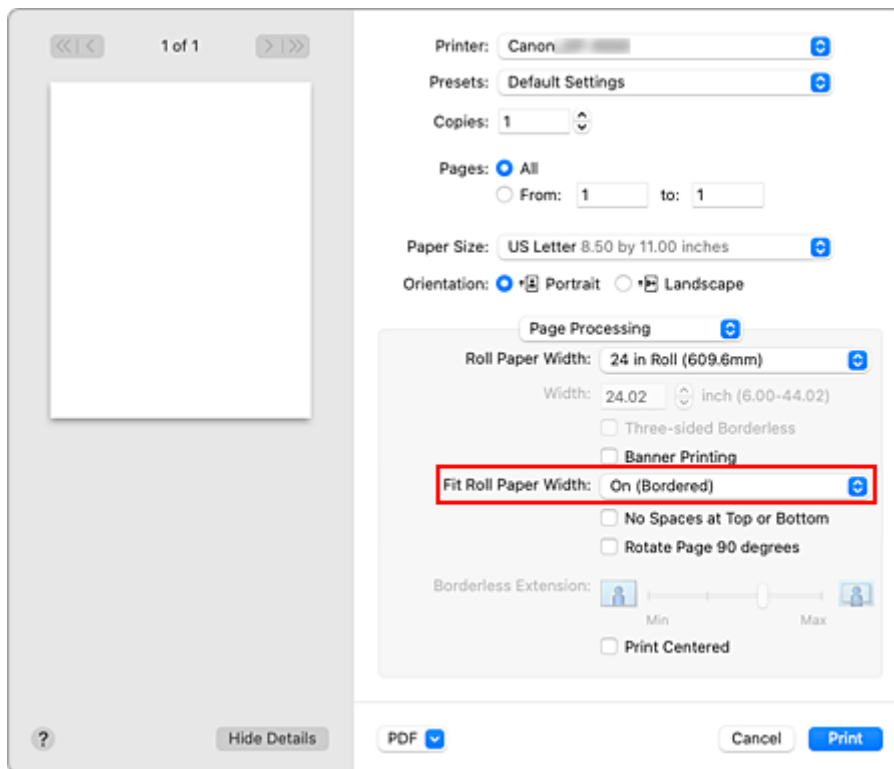 1 of 1
Printer: Canon
Presets: Default Settings
Copies: 1
Pages: All
From: 1 to: 1
Paper Size: US Letter 8.50 by 11.00 inches
Orientation: Portrait Landscape
Page Processing
Roll Paper Width: 24 in Roll (609.6mm)
Width: 24.02 inch (6.00-44.02)
Three-sided Borderless
Banner Printing
Fit Roll Paper Width: On (Bordered)
No Spaces at Top or Bottom
Rotate Page 90 degrees
Borderless Extension:
Min Max
Print Centered
? Hide Details PDF Cancel Print